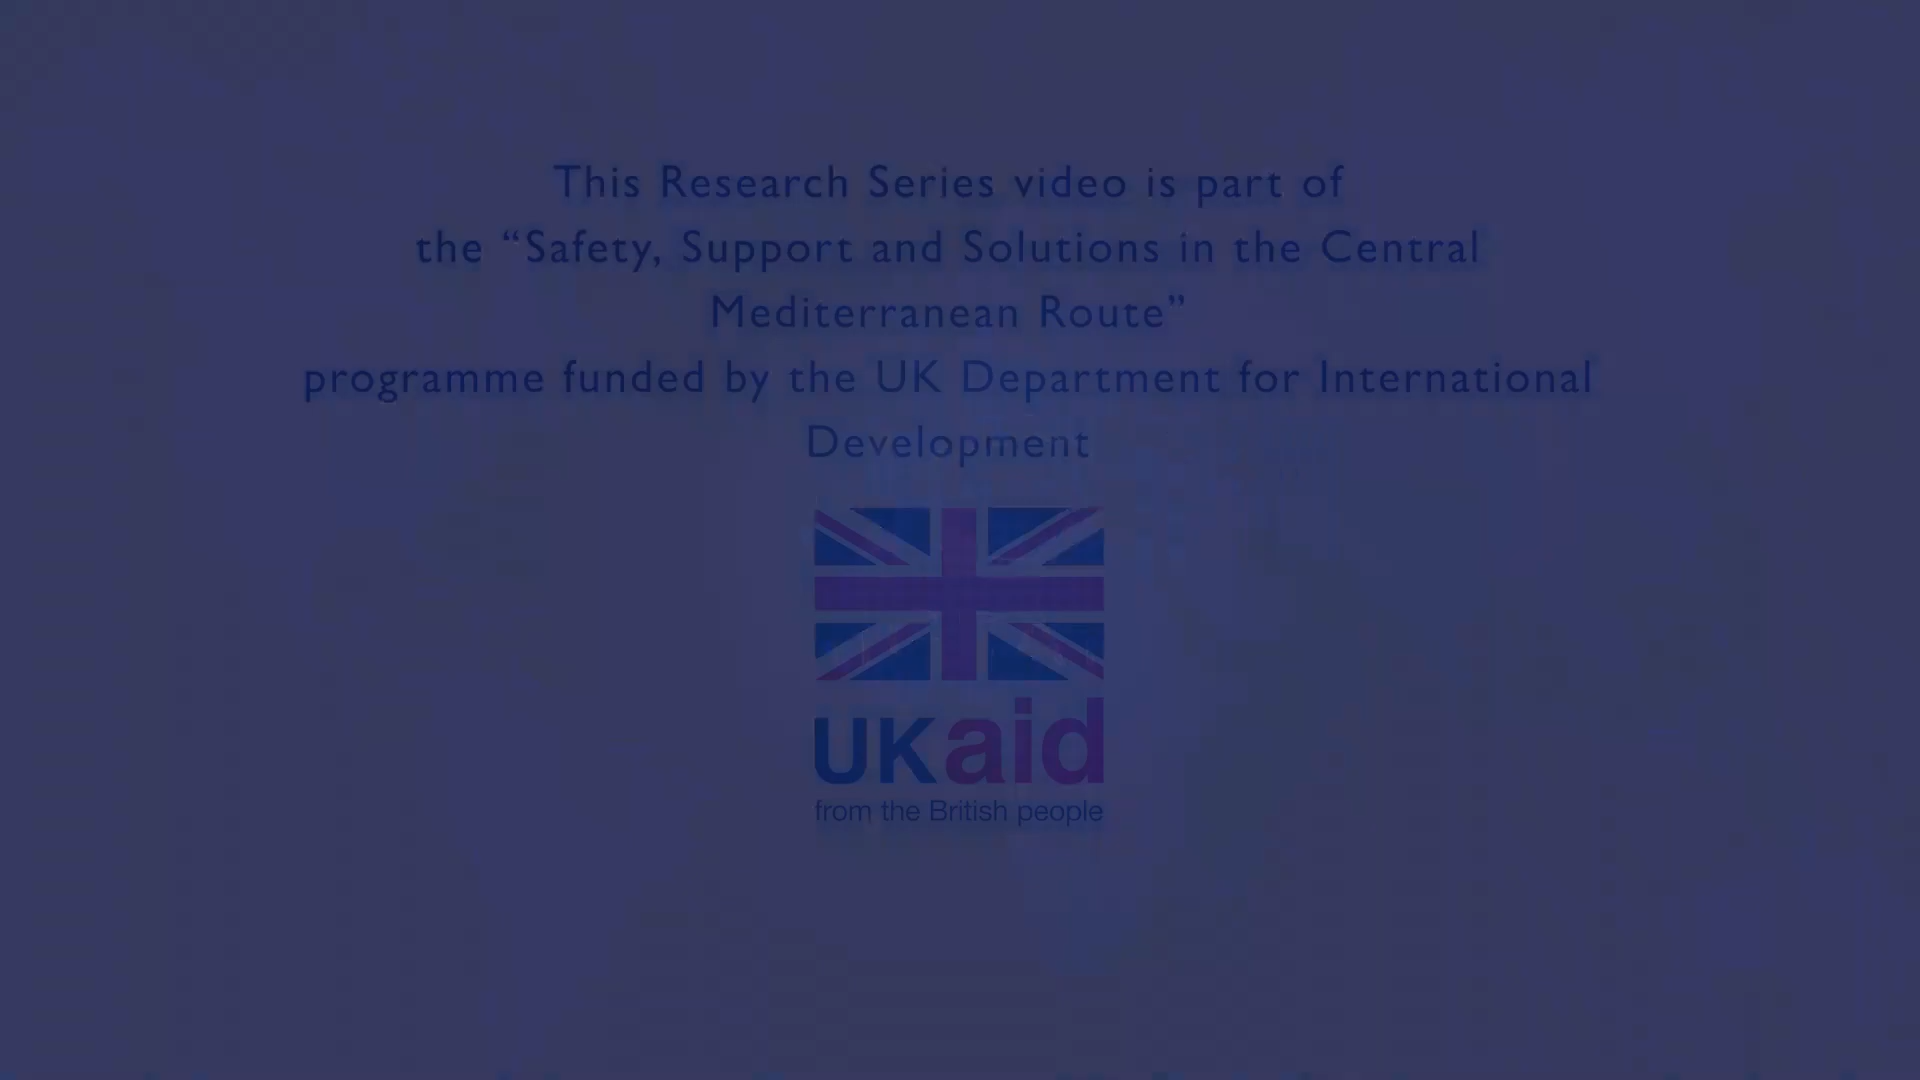 This Research Series video is part of
the “Safety, Support and Solutions in the Central
Mediterranean Route”
programme funded by the UK Department for International
Development
UKaid
from the British people